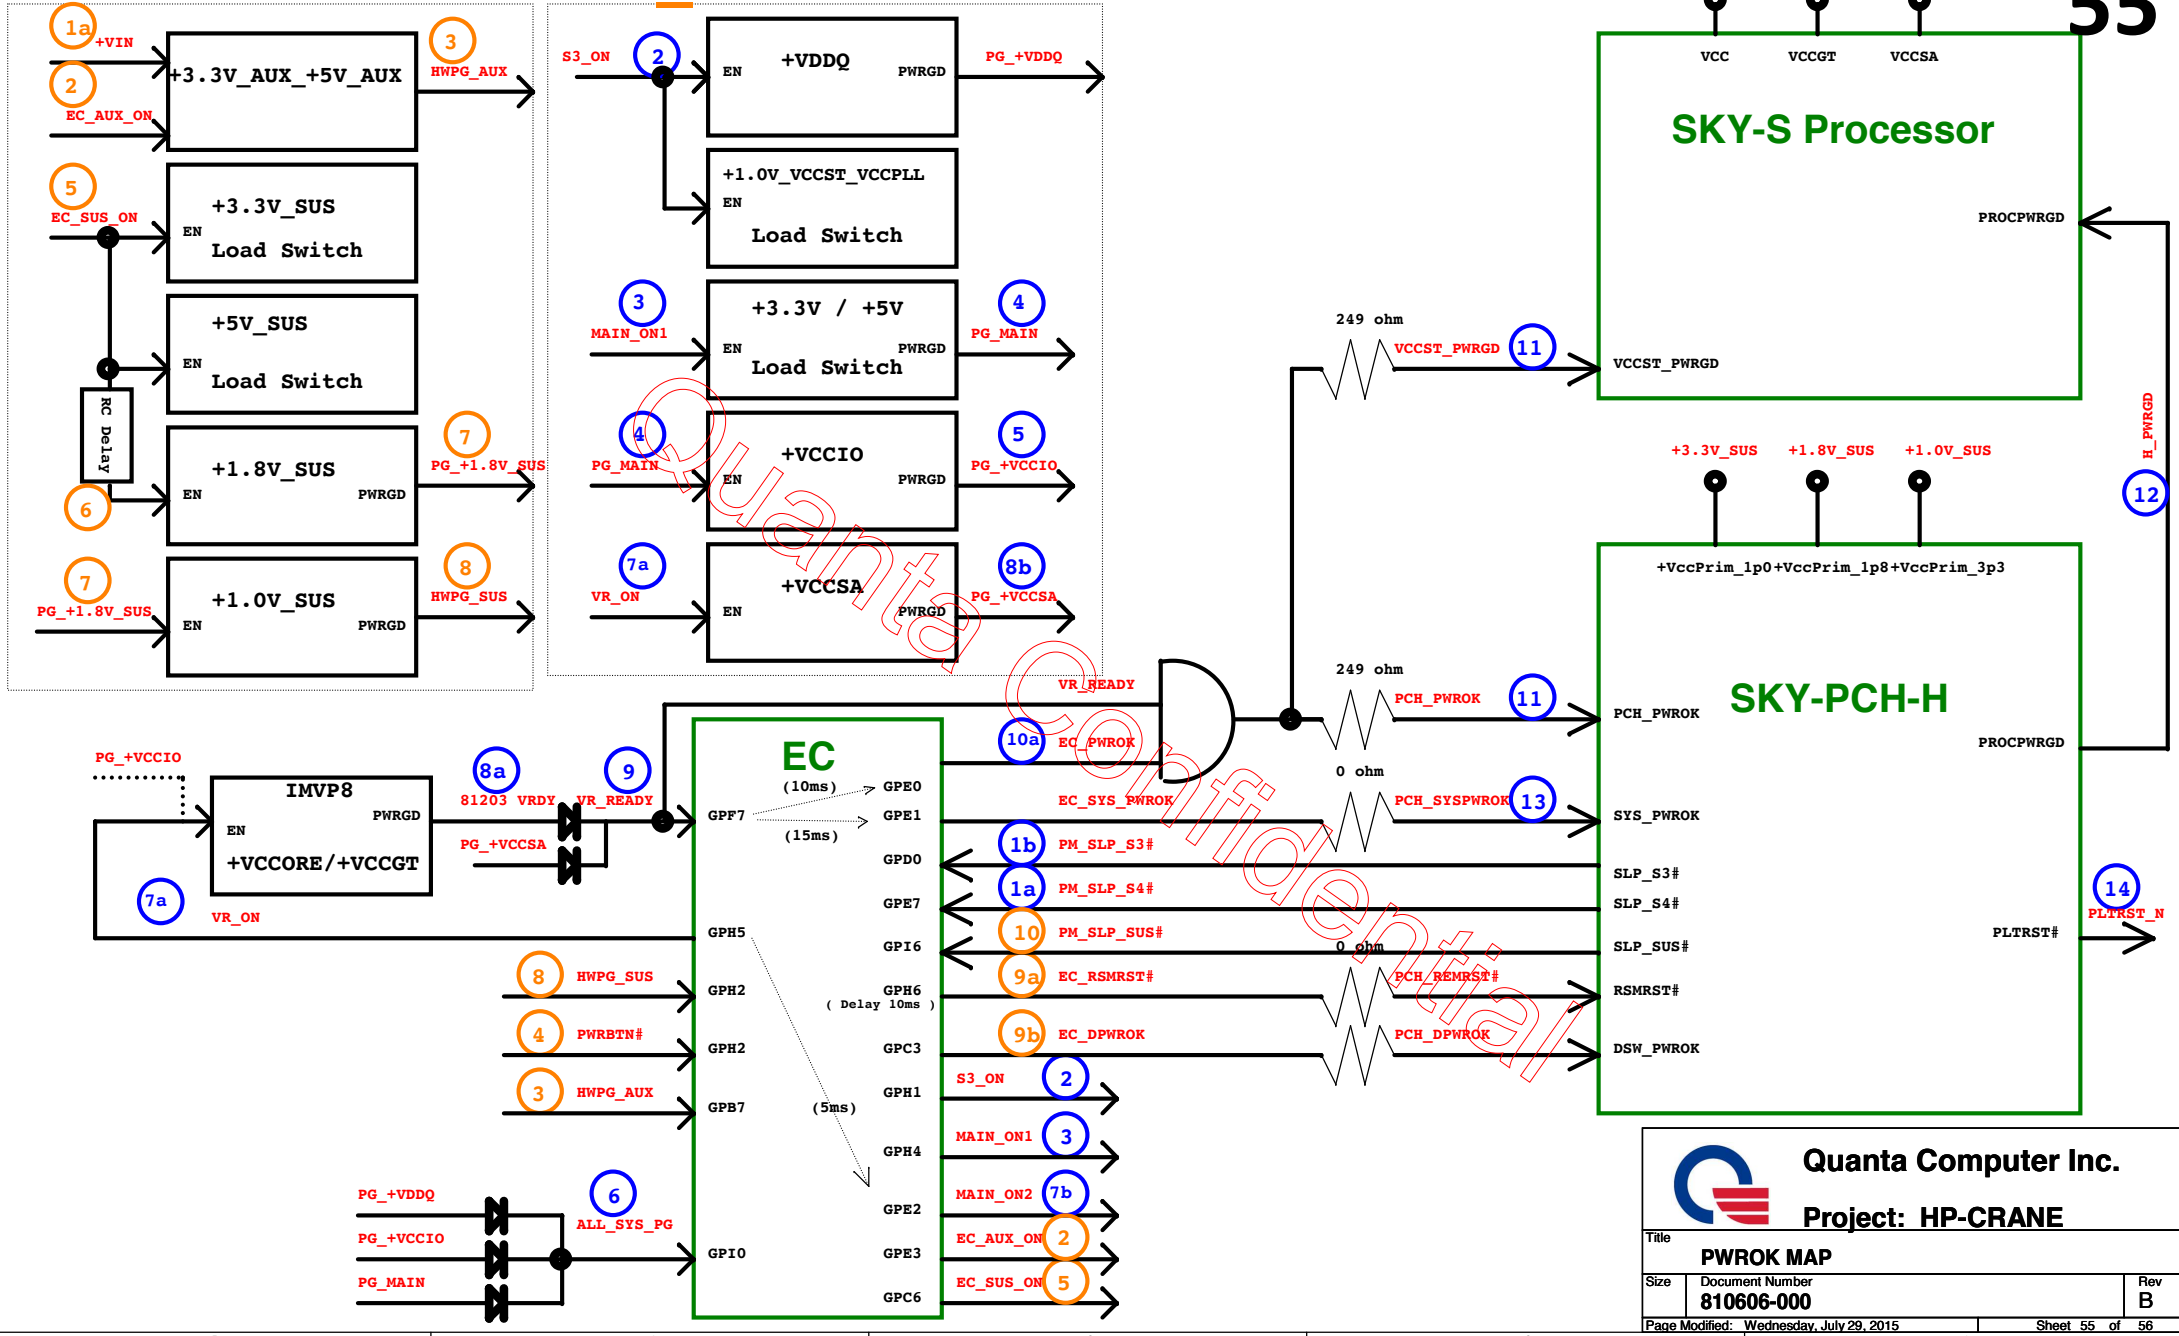 1a
+VIN
2
EC_AUX_ON
+3.3V_AUX_+5V_AUX
3
HWPG_AUX
5
EC_SUS_ON
EN
+3.3V_SUS
Load Switch
+5V_SUS
EN
Load Switch
RC Delay
6
+1.8V_SUS
EN
PWRGD
7
PG_+1.8V_SUS
7
PG_+1.8V_SUS
+1.0V_SUS
EN
PWRGD
8
HWPG_SUS
S3_ON
2
EN
+VDDQ
PWRGD
PG_+VDDQ
+1.0V_VCCST_VCCPLL
EN
Load Switch
3
MAIN_ON1
+3.3V / +5V
EN
PWRGD
Load Switch
4
PG_MAIN
4
PG_MAIN
+VCCIO
EN
PWRGD
5
PG_+VCCIO
7a
VR_ON
+VCCSA
EN
PWRGD
8b
PG_+VCCSA
55
VCC
VCCGT
VCCSA
SKY-S Processor
PROCPWRGD
249 ohm
VCCST_PWRGD
11
VCCST_PWRGD
H_PWRGD
12
+3.3V_SUS
+1.8V_SUS
+1.0V_SUS
+VccPrim_1p0+VccPrim_1p8+VccPrim_3p3
SKY-PCH-H
VR_READY
10a
EC_PWROK
249 ohm
PCH_PWROK
11
PCH_PWROK
PROCPWRGD
0 ohm
EC_SYS_PWROK
PCH_SYSPWROK
13
SYS_PWROK
1b
PM_SLP_S3#
SLP_S3#
1a
PM_SLP_S4#
SLP_S4#
10
PM_SLP_SUS#
0 ohm
SLP_SUS#
9a
EC_RSMRST#
PCH_REMRST#
RSMRST#
9b
EC_DPWROK
PCH_DPWROK
DSW_PWROK
14
PLTRST_N
PLTRST#
PG_+VCCIO
IMVP8
PWRGD
EN
+VCCORE/+VCCGT
7a
VR_ON
8a
81203 VRDY
PG_+VCCSA
9
VR_READY
EC
(10ms)
GPE0
GPF7
GPE1
(15ms)
GPD0
GPE7
GPH5
GPI6
8
HWPG_SUS
GPH2
GPH6
( Delay 10ms )
4
PWRBTN#
GPH2
GPC3
3
HWPG_AUX
GPB7
(5ms)
GPH1
S3_ON
2
GPH4
MAIN_ON1
3
GPE2
MAIN_ON2
7b
GPE3
EC_AUX_ON
2
GPC6
EC_SUS_ON
5
PG_+VDDQ
PG_+VCCIO
PG_MAIN
6
ALL_SYS_PG
GPI0
Quanta Confidential
Quanta Computer Inc.
Project: HP-CRANE
Title
PWROK MAP
Size
Document Number
Rev
810606-000
B
Page Modified: Wednesday, July 29, 2015
Sheet 55 of 56